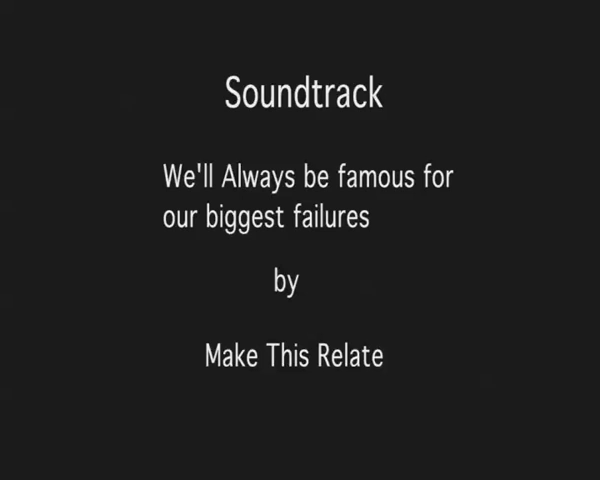 Soundtrack
We'll Always be famous for
our biggest failures
by
Make This Relate